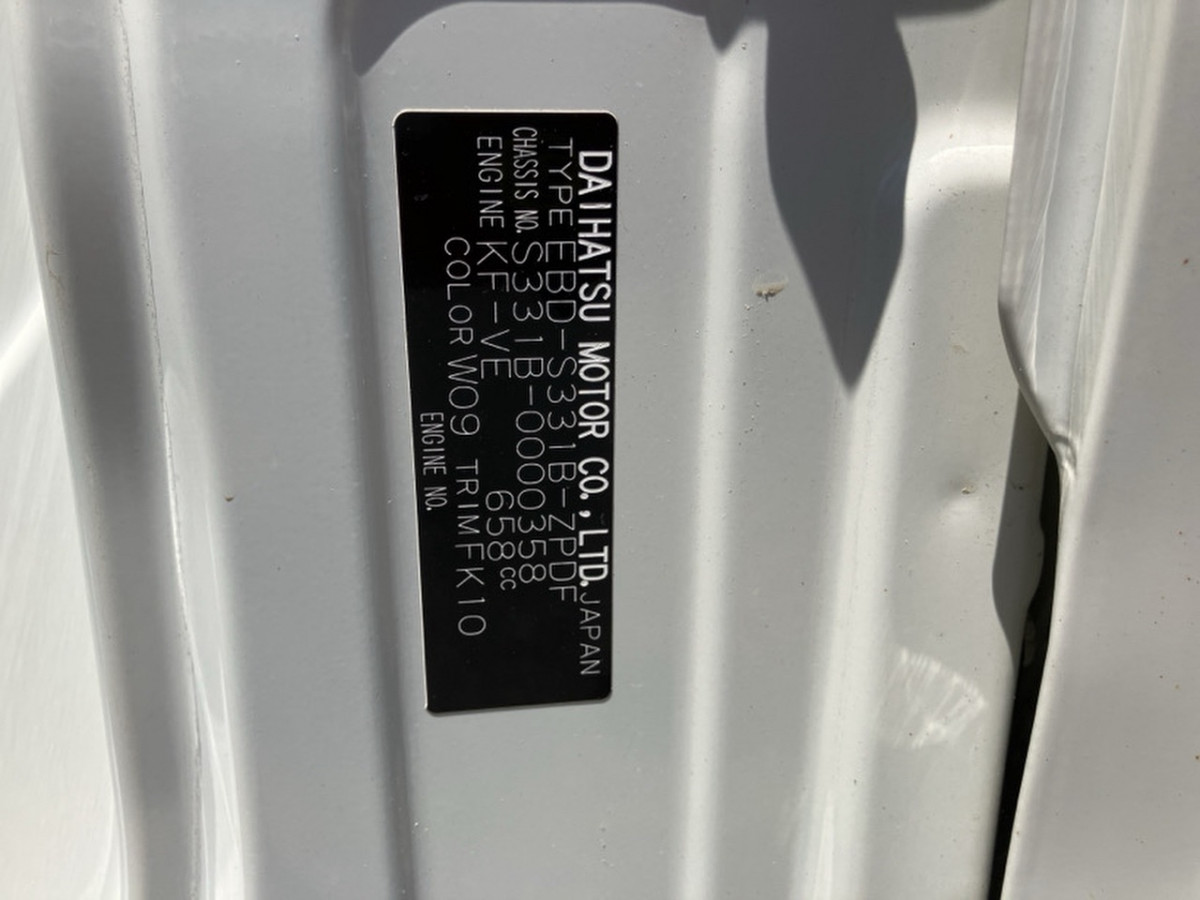 DAIHATSU MOTOR CO.,LTD.JAPAN
TYPE EBD-S331B-ZPDF
CHASSIS NO. S331B-0000358
ENGINE KF-VE 658cc
COLOR W09 TRIM FK10
ENGINE NO.